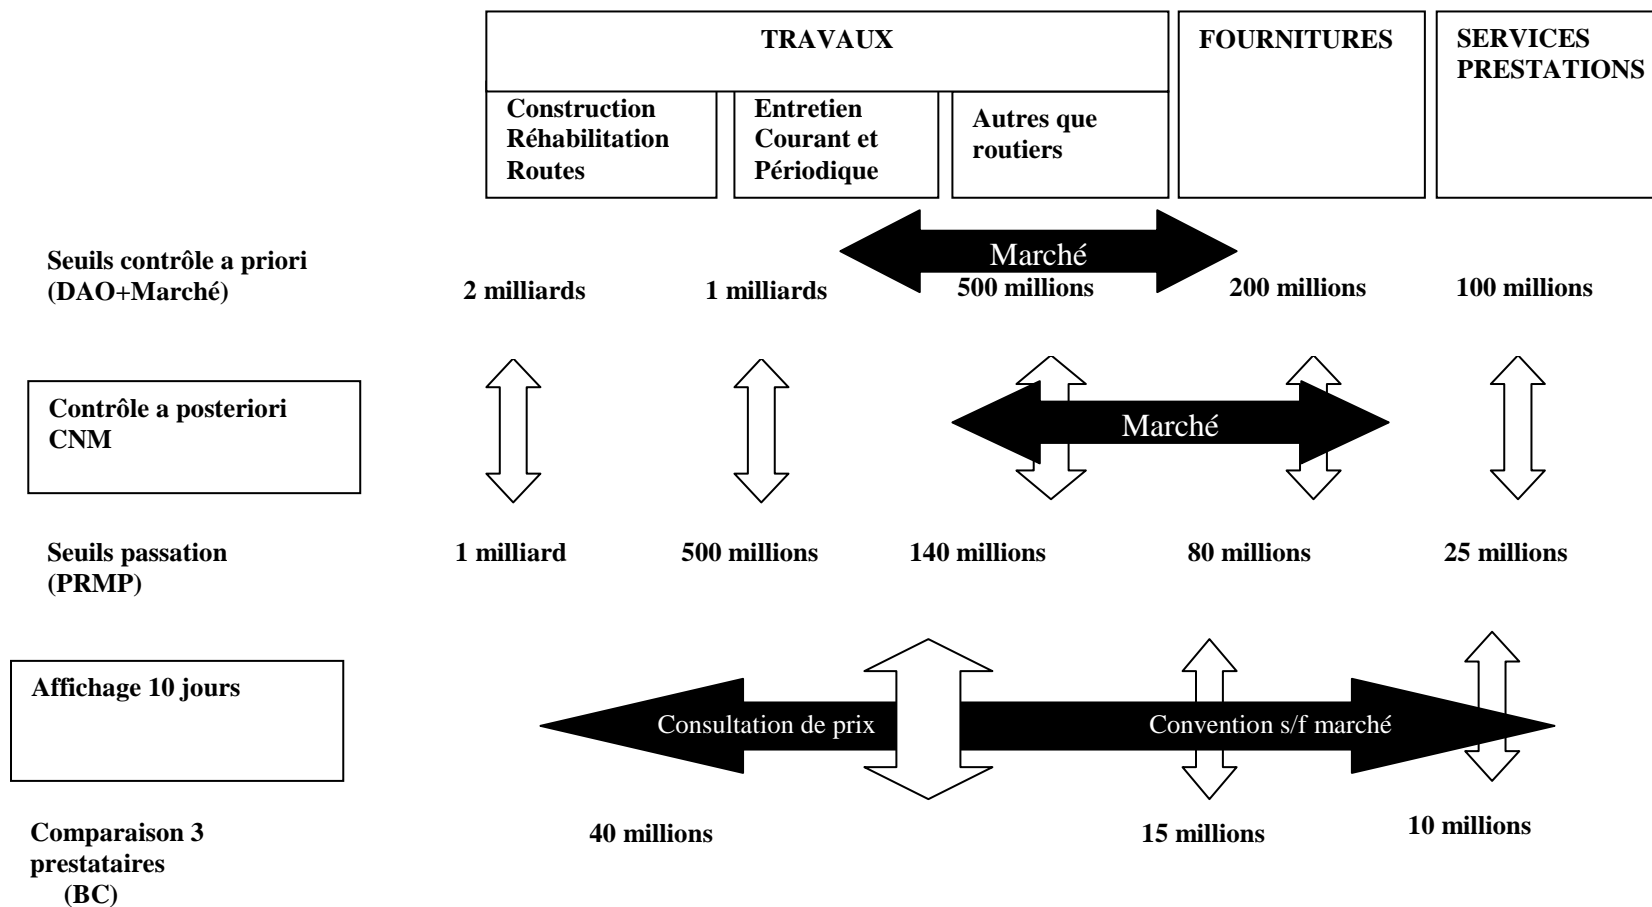 TRAVAUX
FOURNITURES
SERVICES
PRESTATIONS
Construction
Réhabilitation
Routes
Entretien
Courant et
Périodique
Autres que
routiers
Marché
Seuils contrôle a priori
(DAO+Marché)
2 milliards
1 milliards
500 millions
200 millions
100 millions
Contrôle a posteriori
CNM
Marché
Seuils passation
(PRMP)
1 milliard
500 millions
140 millions
80 millions
25 millions
Affichage 10 jours
Consultation de prix
Convention s/f marché
Comparaison 3
prestataires
(BC)
40 millions
15 millions
10 millions